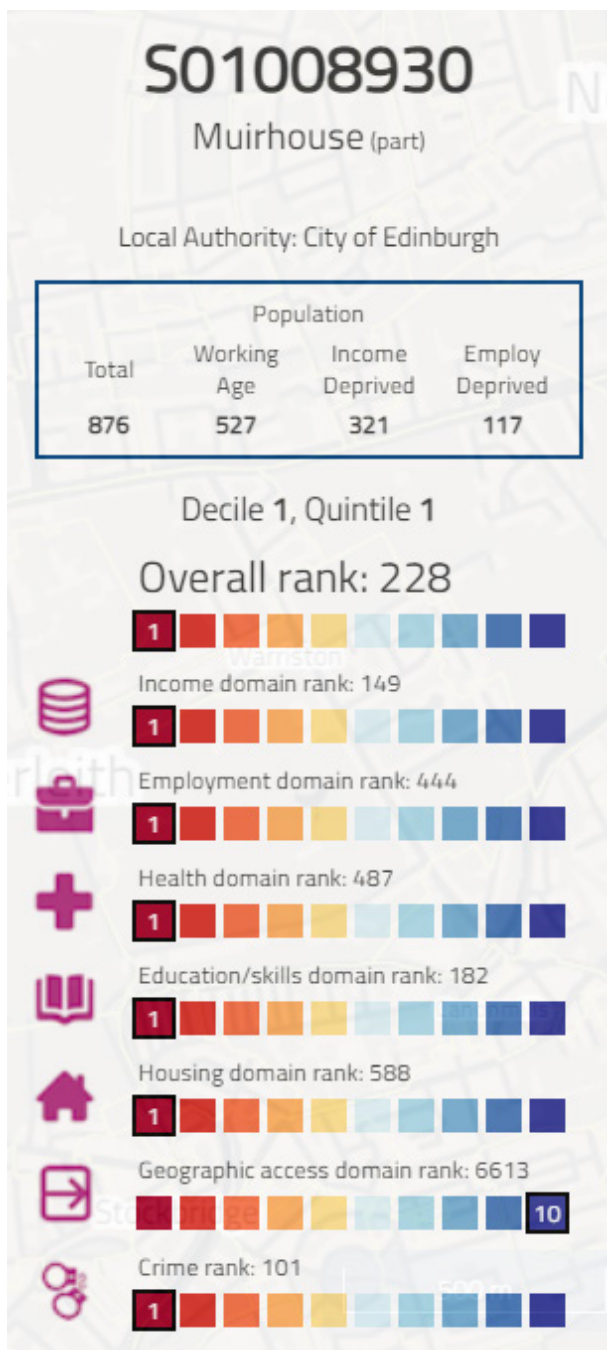 S01008930
Muirhouse (part)
Local Authority: City of Edinburgh
Population
Total
Working Age
Income Deprived
Employ Deprived
876 527 321 117
Decile 1, Quintile 1
Overall rank: 228
1
Warriston
Income domain rank: 149
1
Employment domain rank: 444
1
Health domain rank: 487
1
Education/skills domain rank: 182
1
Housing domain rank: 588
1
Geographic access domain rank: 6613
Stockbridge
10
Crime rank: 101
500 m
1